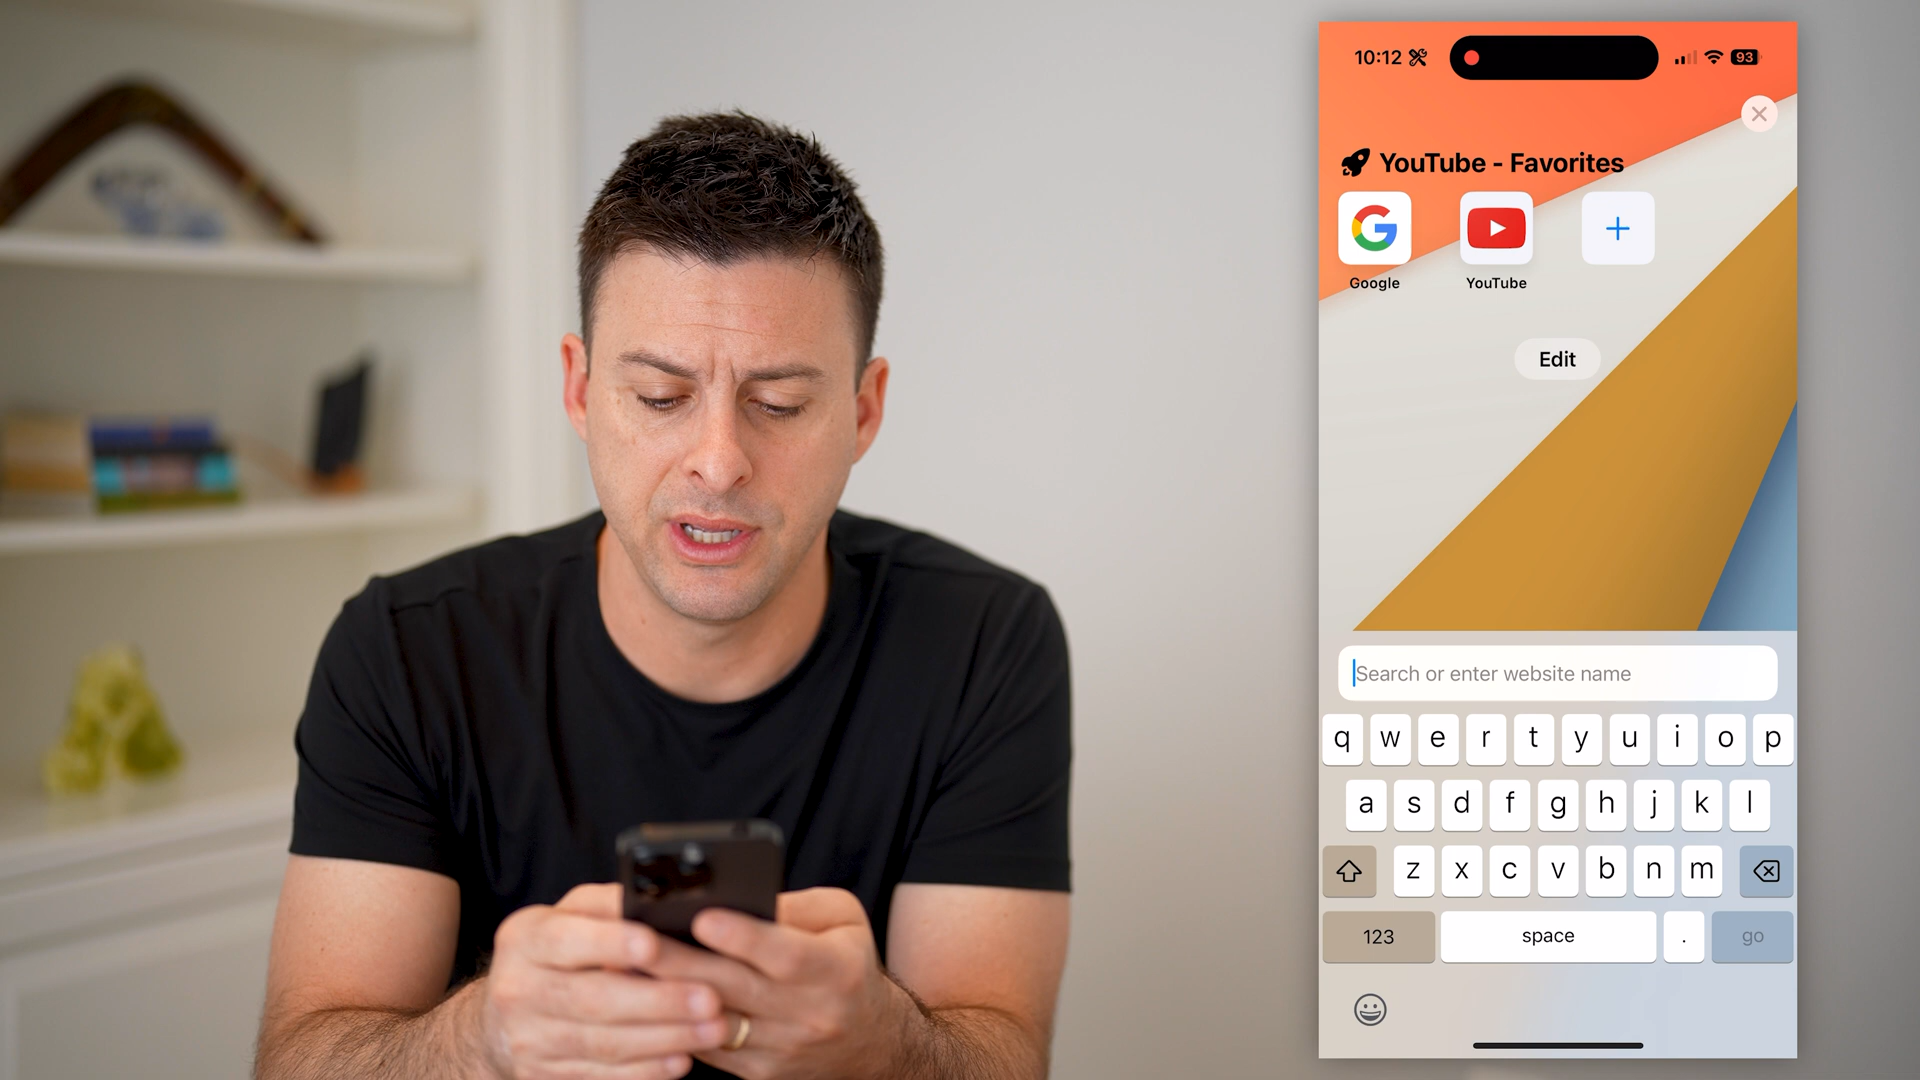 10:12
93
YouTube - Favorites
Google
YouTube
Edit
Search or enter website name
q w e r t y u i o p
a s d f g h j k l
z x c v b n m
123 space . go